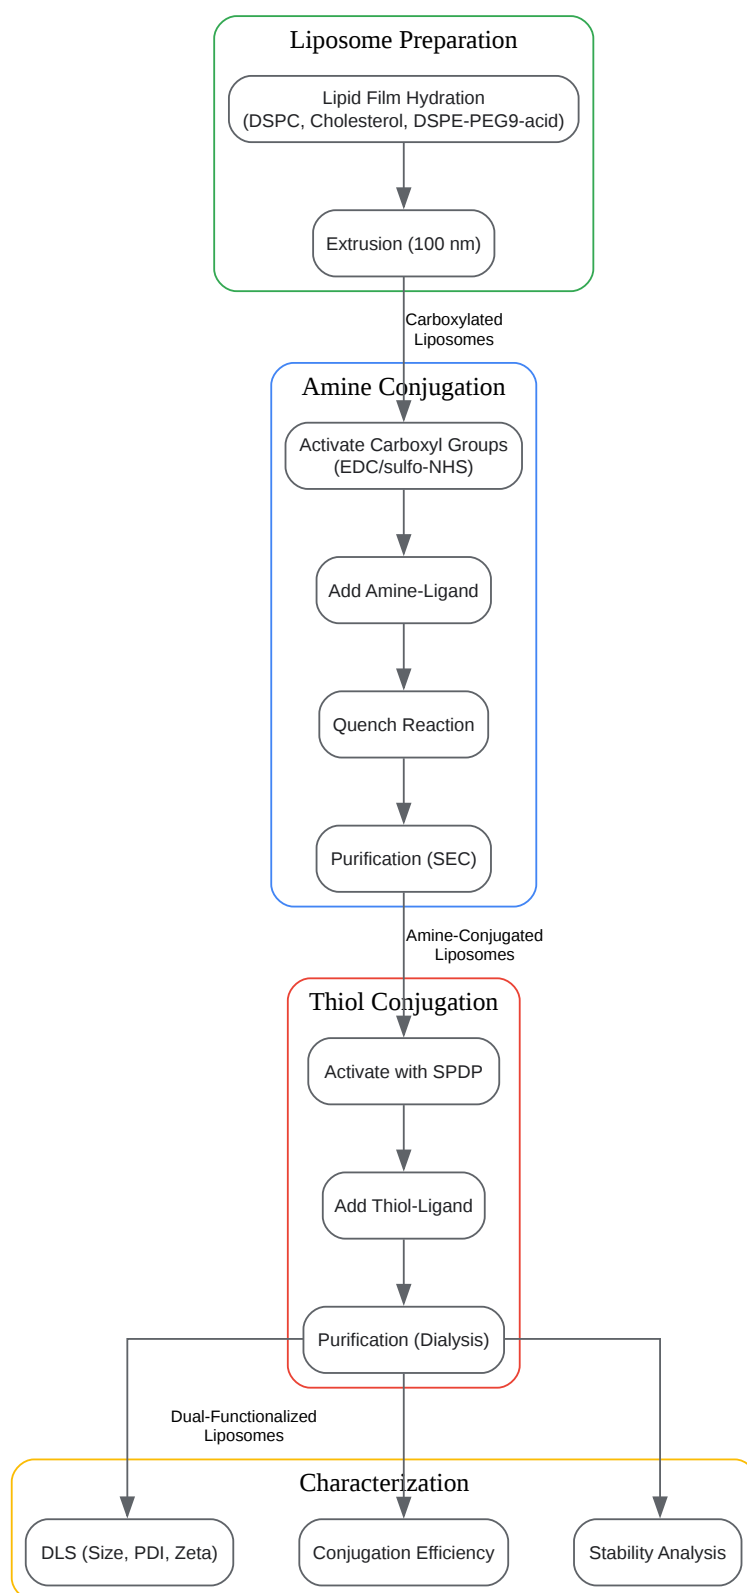 Liposome Preparation
Lipid Film Hydration
(DSPC, Cholesterol, DSPE-PEG9-acid)
Extrusion (100 nm)
Carboxylated
Liposomes
Amine Conjugation
Activate Carboxyl Groups
(EDC/sulfo-NHS)
Add Amine-Ligand
Quench Reaction
Purification (SEC)
Amine-Conjugated
Liposomes
Thiol Conjugation
Activate with SPDP
Add Thiol-Ligand
Purification (Dialysis)
Dual-Functionalized
Liposomes
Characterization
DLS (Size, PDI, Zeta)
Conjugation Efficiency
Stability Analysis